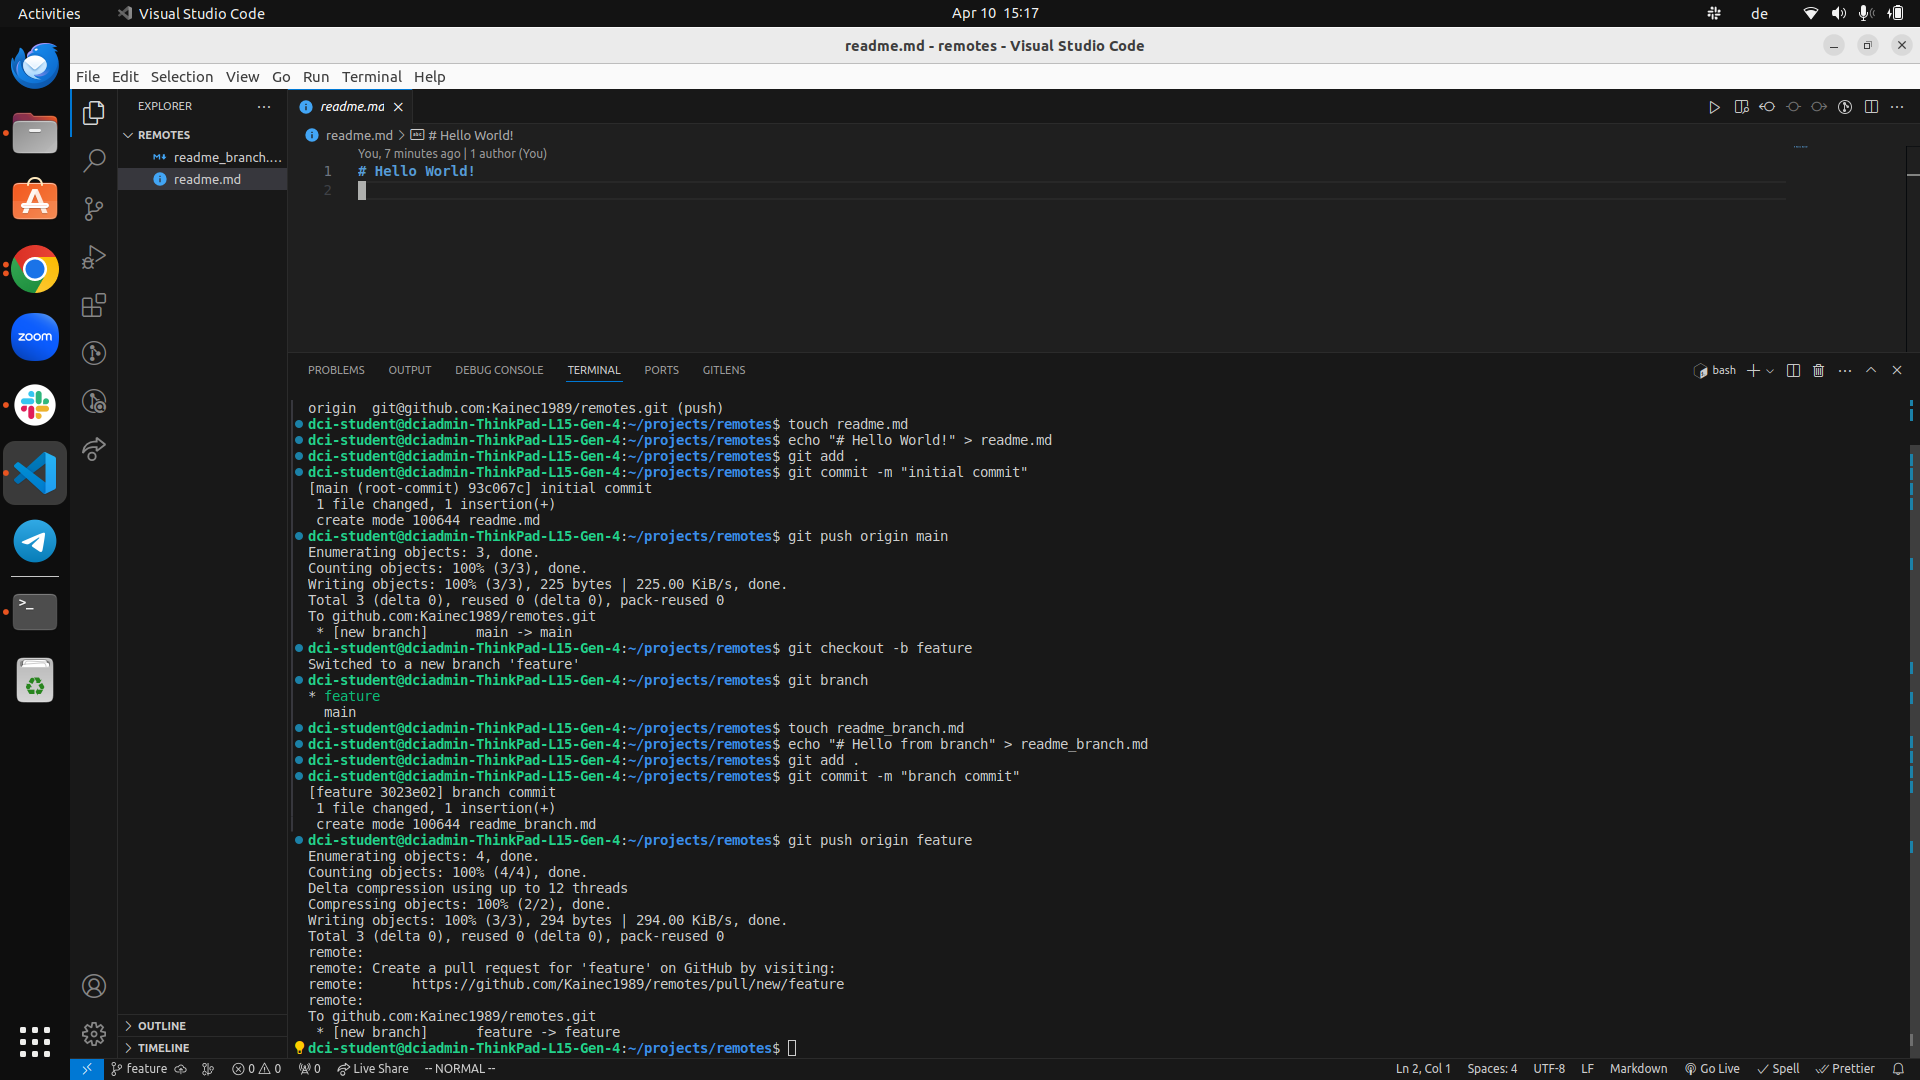 Activities
Visual Studio Code
Apr 10 15:17
de
readme.md - remotes - Visual Studio Code
File Edit Selection View Go Run Terminal Help
EXPLORER
readme.md
REMOTES
readme.md > # Hello World!
readme_branch....
You, 7 minutes ago | 1 author (You)
readme.md
1 # Hello World!
2
zoom
PROBLEMS OUTPUT DEBUG CONSOLE TERMINAL PORTS GITLENS
bash
origin  git@github.com:Kainec1989/remotes.git (push)
dci-student@dciadmin-ThinkPad-L15-Gen-4:~/projects/remotes$ touch readme.md
dci-student@dciadmin-ThinkPad-L15-Gen-4:~/projects/remotes$ echo "# Hello World!" > readme.md
dci-student@dciadmin-ThinkPad-L15-Gen-4:~/projects/remotes$ git add .
dci-student@dciadmin-ThinkPad-L15-Gen-4:~/projects/remotes$ git commit -m "initial commit"
[main (root-commit) 93c067c] initial commit
 1 file changed, 1 insertion(+)
 create mode 100644 readme.md
dci-student@dciadmin-ThinkPad-L15-Gen-4:~/projects/remotes$ git push origin main
Enumerating objects: 3, done.
Counting objects: 100% (3/3), done.
Writing objects: 100% (3/3), 225 bytes | 225.00 KiB/s, done.
Total 3 (delta 0), reused 0 (delta 0), pack-reused 0
To github.com:Kainec1989/remotes.git
 * [new branch]      main -> main
dci-student@dciadmin-ThinkPad-L15-Gen-4:~/projects/remotes$ git checkout -b feature
Switched to a new branch 'feature'
dci-student@dciadmin-ThinkPad-L15-Gen-4:~/projects/remotes$ git branch
* feature
  main
dci-student@dciadmin-ThinkPad-L15-Gen-4:~/projects/remotes$ touch readme_branch.md
dci-student@dciadmin-ThinkPad-L15-Gen-4:~/projects/remotes$ echo "# Hello from branch" > readme_branch.md
dci-student@dciadmin-ThinkPad-L15-Gen-4:~/projects/remotes$ git add .
dci-student@dciadmin-ThinkPad-L15-Gen-4:~/projects/remotes$ git commit -m "branch commit"
[feature 3023e02] branch commit
 1 file changed, 1 insertion(+)
 create mode 100644 readme_branch.md
dci-student@dciadmin-ThinkPad-L15-Gen-4:~/projects/remotes$ git push origin feature
Enumerating objects: 4, done.
Counting objects: 100% (4/4), done.
Delta compression using up to 12 threads
Compressing objects: 100% (2/2), done.
Writing objects: 100% (3/3), 294 bytes | 294.00 KiB/s, done.
Total 3 (delta 0), reused 0 (delta 0), pack-reused 0
remote:
remote: Create a pull request for 'feature' on GitHub by visiting:
remote:      https://github.com/Kainec1989/remotes/pull/new/feature
remote:
To github.com:Kainec1989/remotes.git
 * [new branch]      feature -> feature
dci-student@dciadmin-ThinkPad-L15-Gen-4:~/projects/remotes$
OUTLINE
TIMELINE
feature 0 0 0 Live Share -- NORMAL --
Ln 2, Col 1 Spaces: 4 UTF-8 LF Markdown Go Live Spell Prettier